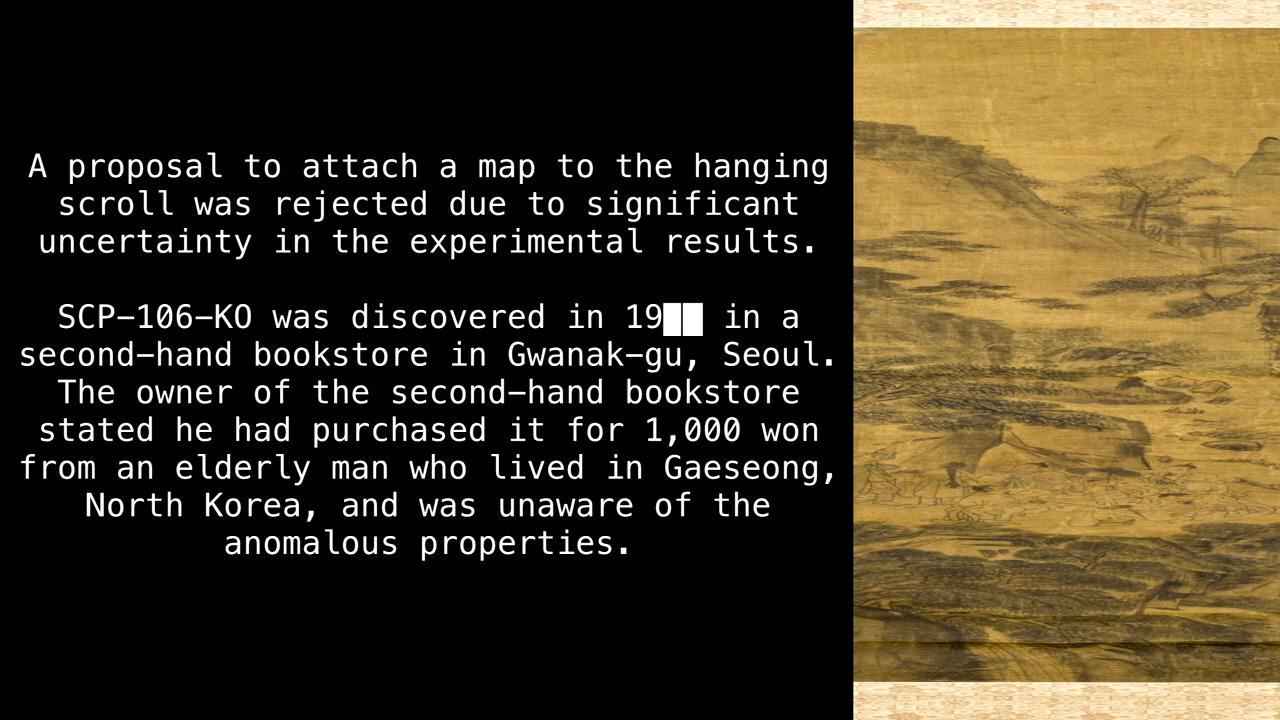 A proposal to attach a map to the hanging
scroll was rejected due to significant
uncertainty in the experimental results.
SCP-106-KO was discovered in 19██ in a
second-hand bookstore in Gwanak-gu, Seoul.
The owner of the second-hand bookstore
stated he had purchased it for 1,000 won
from an elderly man who lived in Gaeseong,
North Korea, and was unaware of the
anomalous properties.